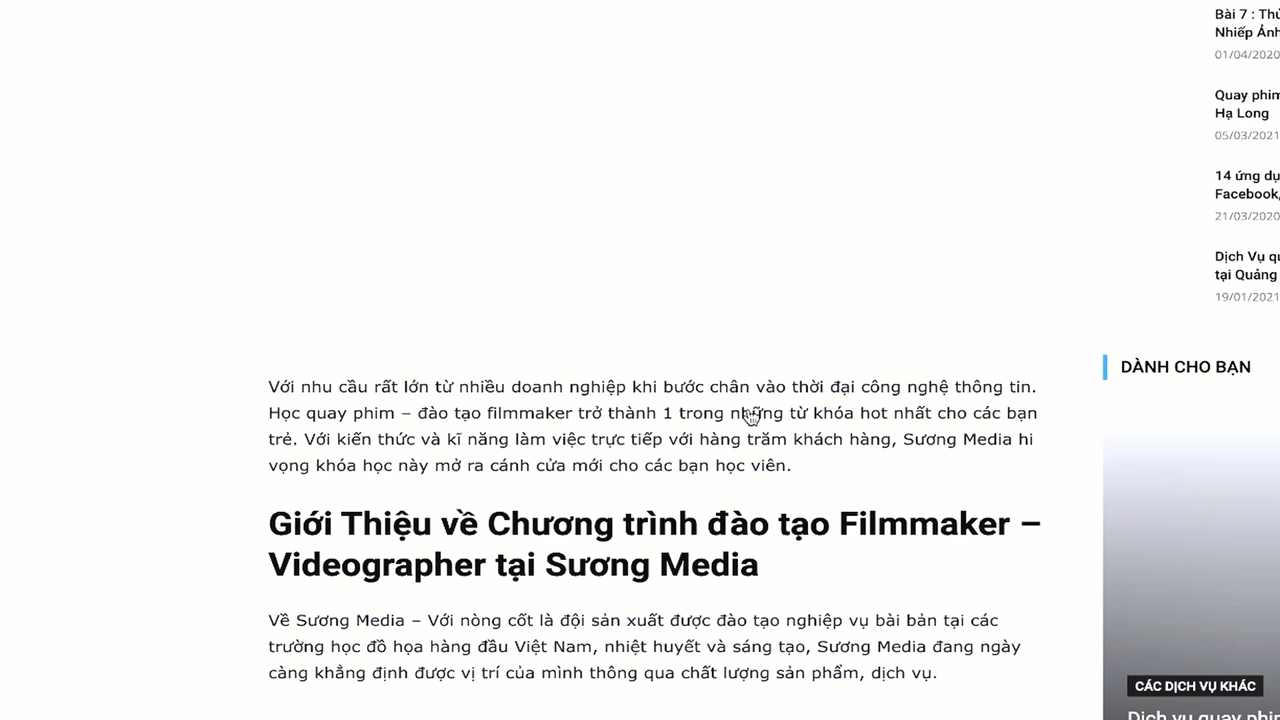 Bài 7 : Thủ
Nhiếp Ảnh
01/04/2020
Quay phim
Hạ Long
05/03/2021
14 ứng dụ
Facebook,
21/03/2020
Dịch Vụ qu
tại Quảng
19/01/2021
DÀNH CHO BẠN
Với nhu cầu rất lớn từ nhiều doanh nghiệp khi bước chân vào thời đại công nghệ thông tin.
Học quay phim – đào tạo filmmaker trở thành 1 trong những từ khóa hot nhất cho các bạn
trẻ. Với kiến thức và kĩ năng làm việc trực tiếp với hàng trăm khách hàng, Sương Media hi
vọng khóa học này mở ra cánh cửa mới cho các bạn học viên.
Giới Thiệu về Chương trình đào tạo Filmmaker –
Videographer tại Sương Media
Về Sương Media – Với nòng cốt là đội sản xuất được đào tạo nghiệp vụ bài bản tại các
trường học đồ họa hàng đầu Việt Nam, nhiệt huyết và sáng tạo, Sương Media đang ngày
càng khẳng định được vị trí của mình thông qua chất lượng sản phẩm, dịch vụ.
CÁC DỊCH VỤ KHÁC
Dịch vụ quay phim